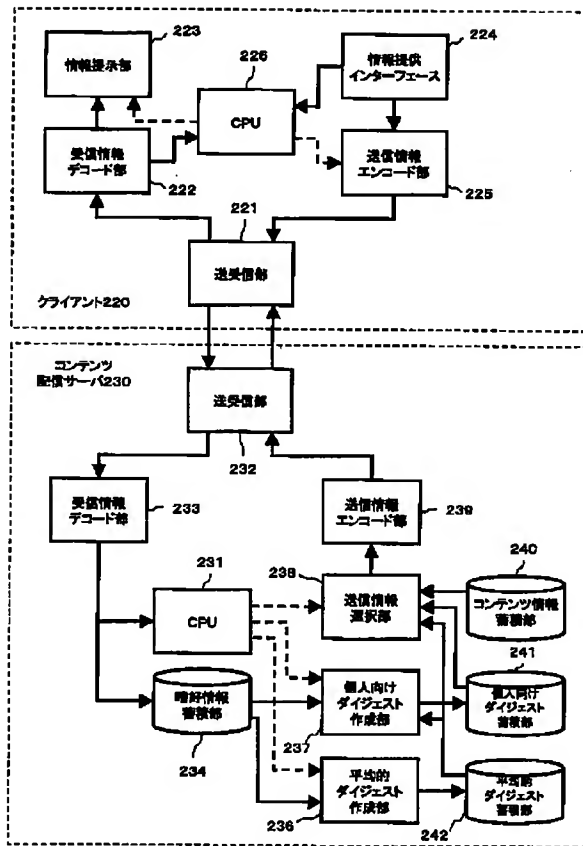 223
情報提示部
226
CPU
224
情報提供
インターフェース
受信情報
デコード部
222
送信情報
エンコード部
225
221
送受信部
クライアント220
コンテンツ
配信サーバ230
送受信部
232
受信情報
デコード部
233
送信情報
エンコード部
239
231
CPU
238
送信情報
選択部
240
コンテンツ情報
蓄積部
嗜好情報
蓄積部
234
個人向け
ダイジェスト
作成部
237
241
個人向け
ダイジェスト
蓄積部
平均的
ダイジェスト
作成部
236
平均的
ダイジェスト
蓄積部
242